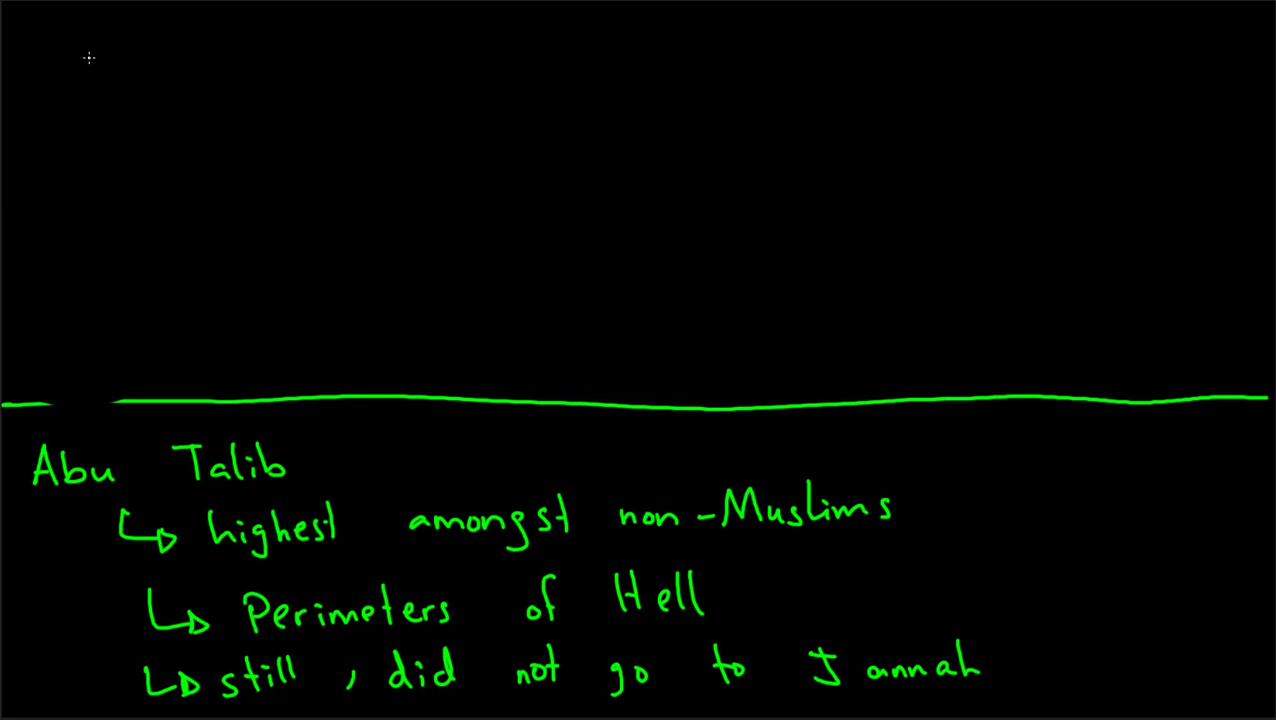 Abu Talib
highest amongst non-Muslims
Perimeters of Hell
still, did not go to Jannah